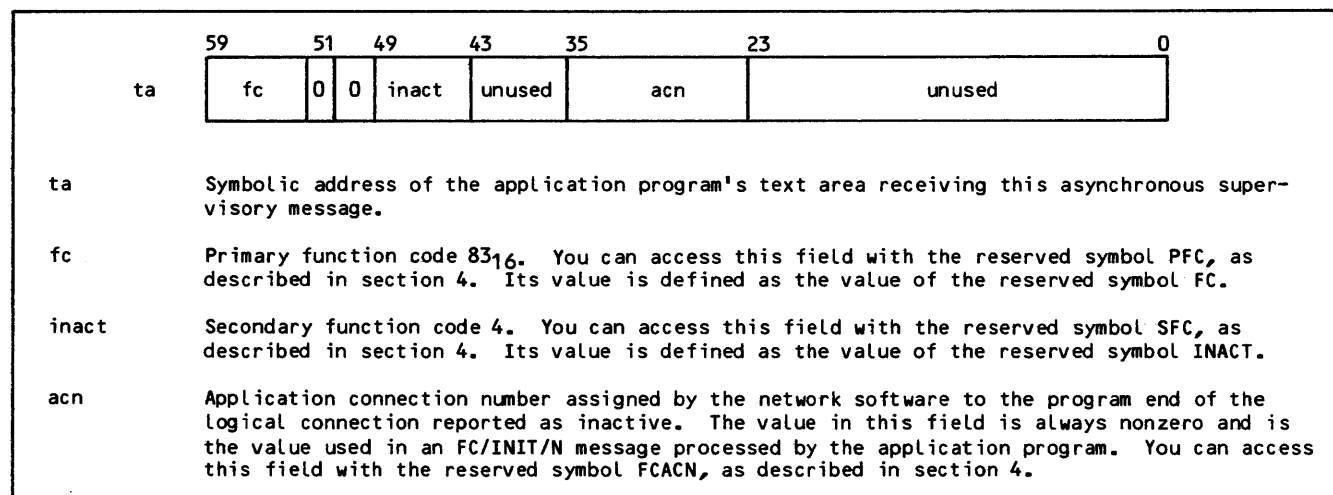 59 51 49 43 35 23 0
ta fc 0 0 inact unused acn unused
ta Symbolic address of the application program's text area receiving this asynchronous super-
visory message.
fc Primary function code 83₁₆. You can access this field with the reserved symbol PFC, as
described in section 4. Its value is defined as the value of the reserved symbol FC.
inact Secondary function code 4. You can access this field with the reserved symbol SFC, as
described in section 4. Its value is defined as the value of the reserved symbol INACT.
acn Application connection number assigned by the network software to the program end of the
logical connection reported as inactive. The value in this field is always nonzero and is
the value used in an FC/INIT/N message processed by the application program. You can access
this field with the reserved symbol FCACN, as described in section 4.